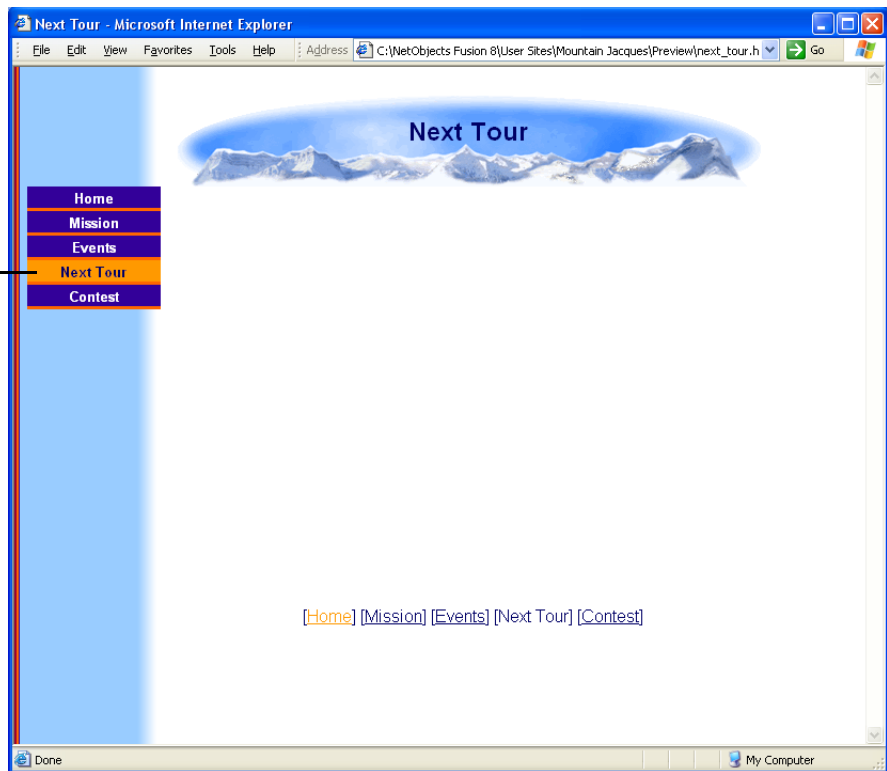 Next Tour - Microsoft Internet Explorer
File Edit View Favorites Tools Help Address C:\NetObjects Fusion 8\User Sites\Mountain Jacques\Preview\next_tour.h Go
Next Tour
Home
Mission
Events
Next Tour
Contest
[Home] [Mission] [Events] [Next Tour] [Contest]
Done My Computer